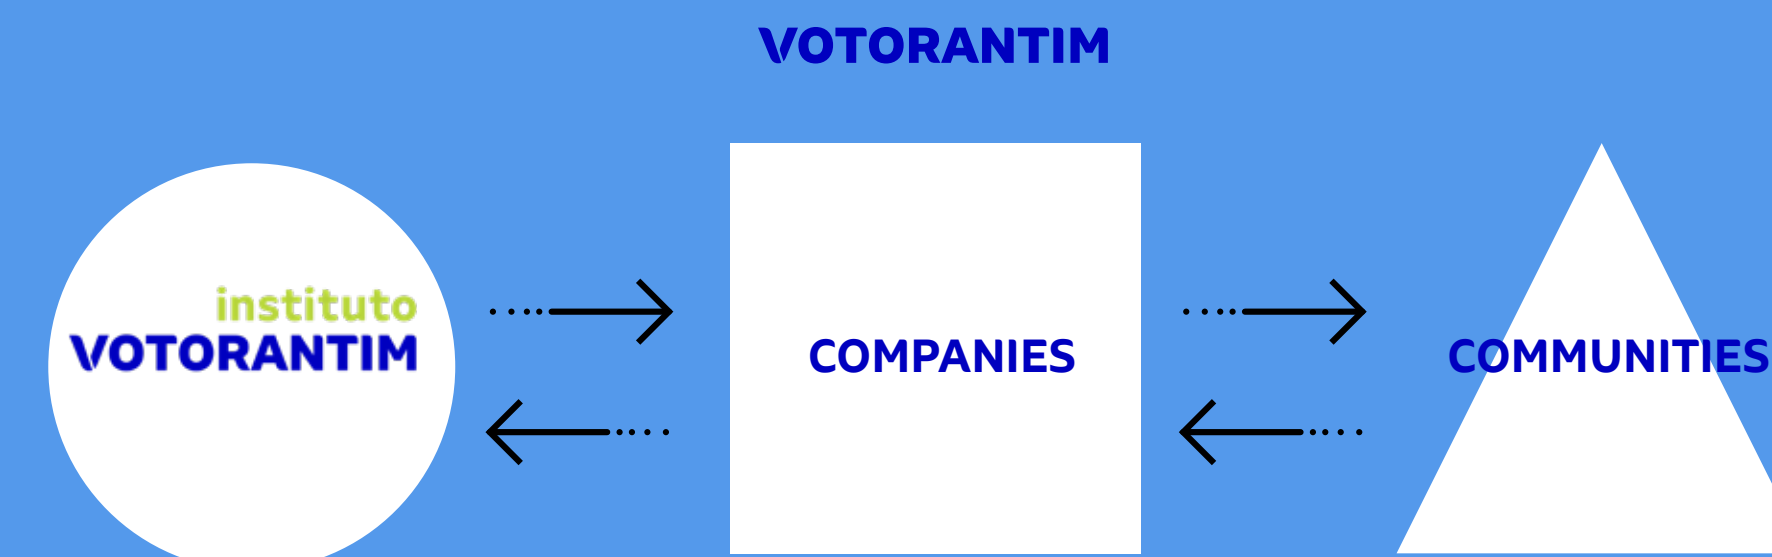 VOTORANTIM
instituto
VOTORANTIM
COMPANIES
COMMUNITIES